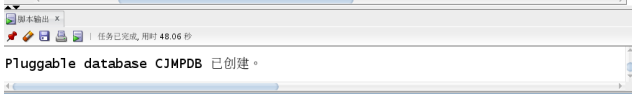 脚本输出 x
任务已完成, 用时 48.06 秒
Pluggable database CJMPDB 已创建。